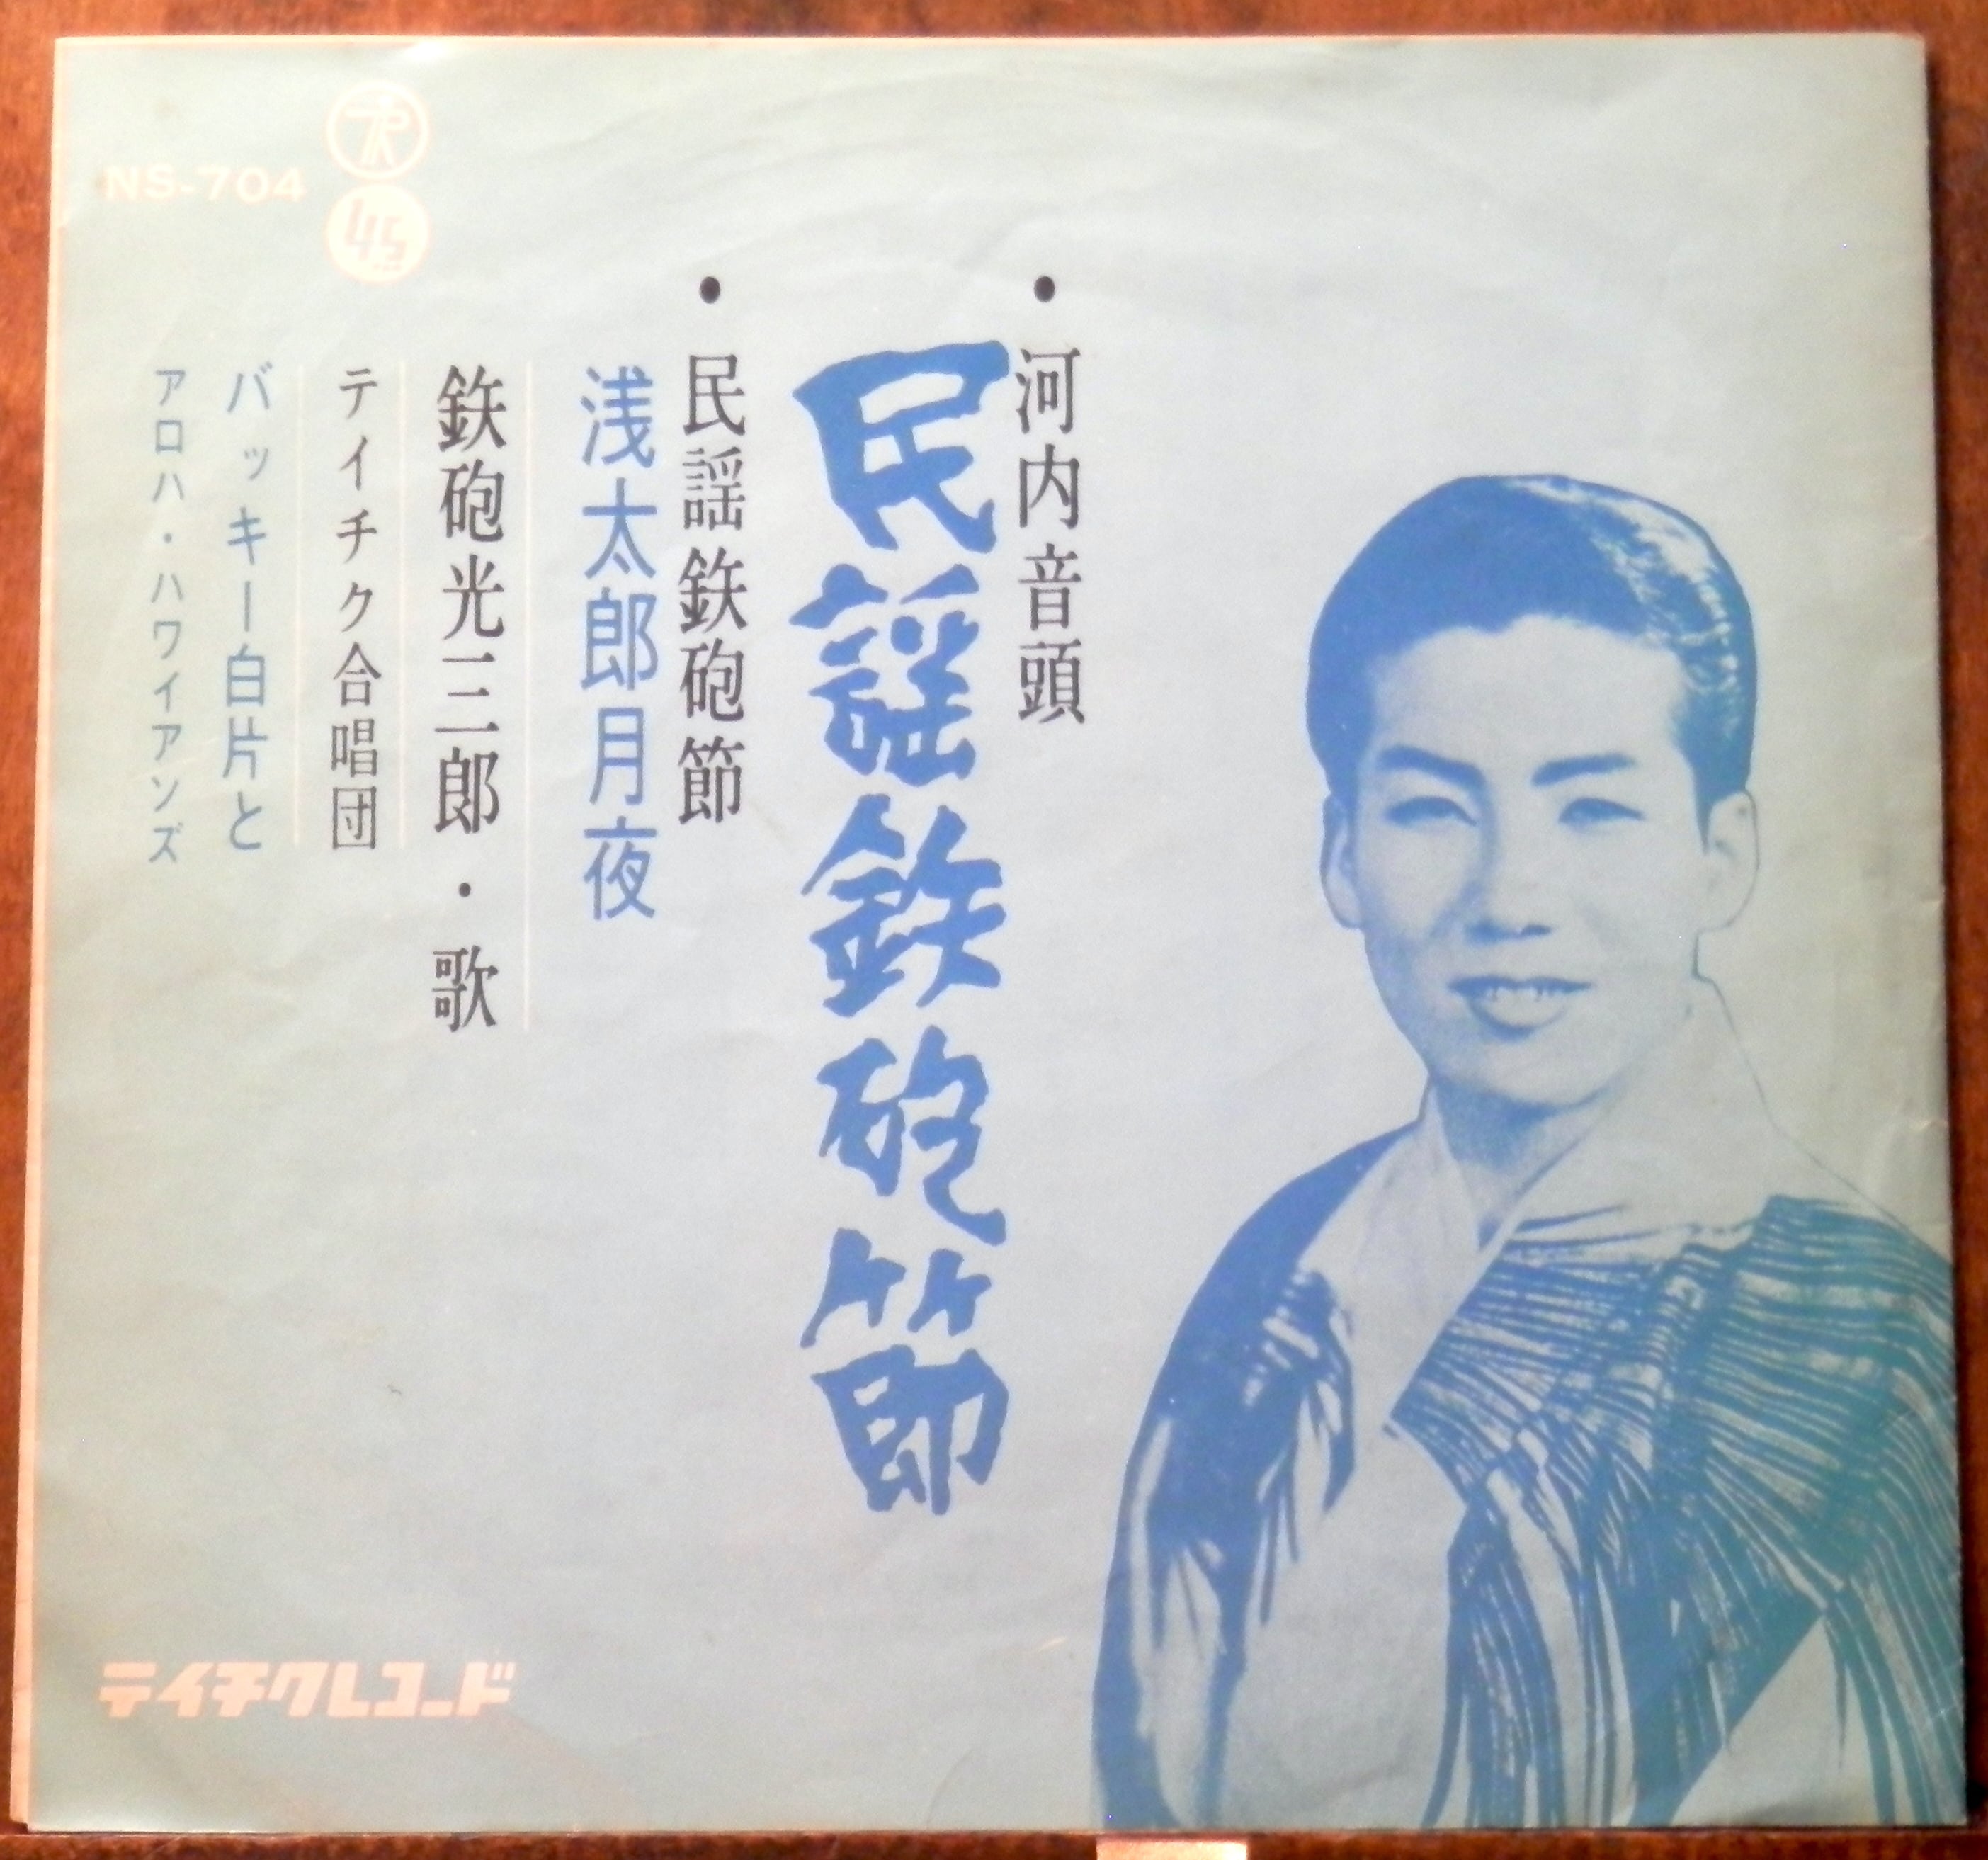 ・河内音頭
民謡鉄砲節
・民謡鉄砲節
浅太郎月夜
鉄砲光三郎・歌
テイチク合唱団
バッキー白片と
アロハ・ハワイアンズ
NS-704
TR
45
テイチクレコード